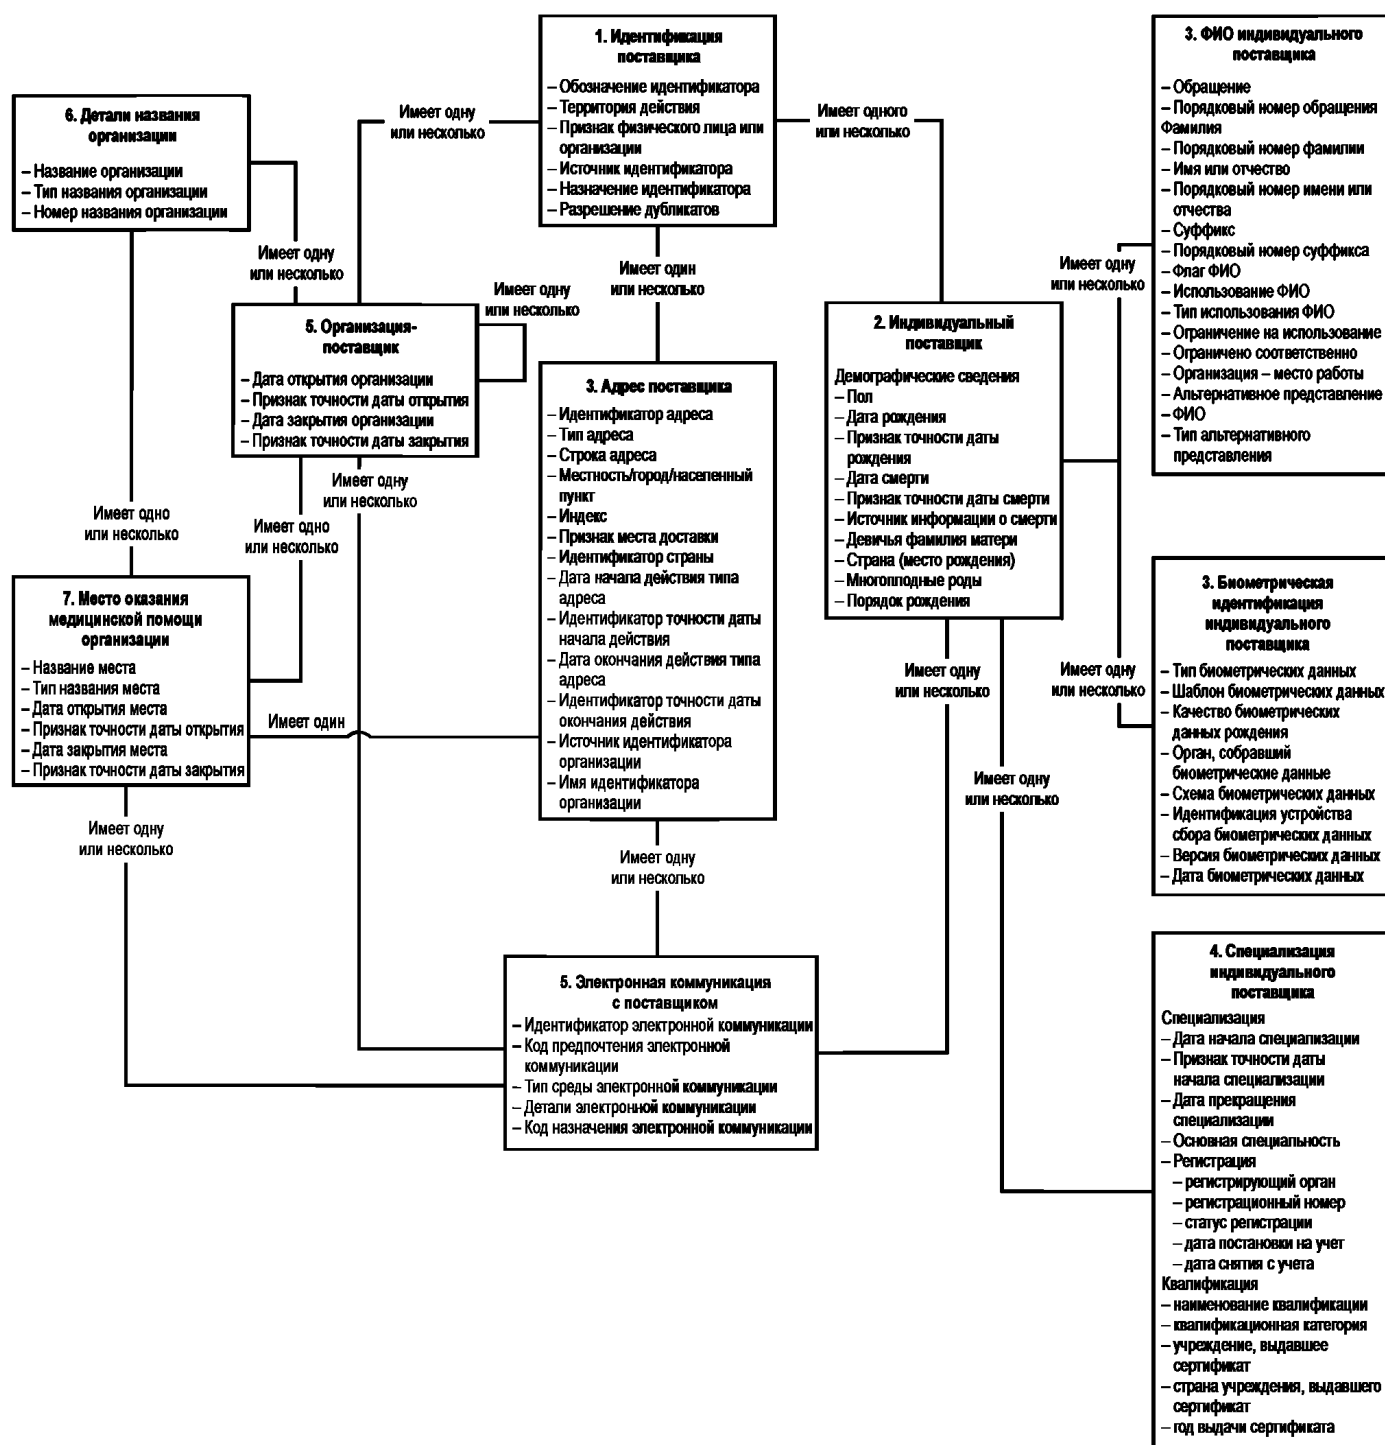 1. Идентификация
поставщика
– Обозначение идентификатора
– Территория действия
– Признак физического лица или
организации
– Источник идентификатора
– Назначение идентификатора
– Разрешение дубликатов
6. Детали названия
организации
– Название организации
– Тип названия организации
– Номер названия организации
Имеет одну
или несколько
Имеет одного
или несколько
3. ФИО индивидуального
поставщика
– Обращение
– Порядковый номер обращения
Фамилия
– Порядковый номер фамилии
– Имя или отчество
– Порядковый номер имени или
отчества
– Суффикс
– Порядковый номер суффикса
– Флаг ФИО
– Использование ФИО
– Тип использования ФИО
– Ограничение на использование
– Ограничено соответственно
– Организация – место работы
– Альтернативное представление
– ФИО
– Тип альтернативного
представления
Имеет одну
или несколько
Имеет одну
или несколько
Имеет один
или несколько
Имеет одну
или несколько
5. Организация-
поставщик
– Дата открытия организации
– Признак точности даты открытия
– Дата закрытия организации
– Признак точности даты закрытия
3. Адрес поставщика
– Идентификатор адреса
– Тип адреса
– Строка адреса
– Местность/город/населенный
пункт
– Индекс
– Признак места доставки
– Идентификатор страны
– Дата начала действия типа
адреса
– Идентификатор точности даты
начала действия
– Дата окончания действия типа
адреса
– Идентификатор точности даты
окончания действия
– Источник идентификатора
организации
– Имя идентификатора
организации
2. Индивидуальный
поставщик
Демографические сведения
– Пол
– Дата рождения
– Признак точности даты
рождения
– Дата смерти
– Признак точности даты смерти
– Источник информации о смерти
– Девичья фамилия матери
– Страна (место рождения)
– Многопподные роды
– Порядок рождения
Имеет одну
или несколько
Имеет одно
или несколько
Имеет одно
или несколько
7. Место оказания
медицинской помощи
организации
– Название места
– Тип названия места
– Дата открытия места
– Признак точности даты открытия
– Дата закрытия места
– Признак точности даты закрытия
Имеет один
Имеет одну
или несколько
Имеет одну
или несколько
3. Биометрическая
идентификация
индивидуального
поставщика
– Тип биометрических данных
– Шаблон биометрических данных
– Качество биометрических
данных рождения
– Орган, собравший
биометрические данные
– Схема биометрических данных
– Идентификация устройства
сбора биометрических данных
– Версия биометрических данных
– Дата биометрических данных
Имеет одну
или несколько
Имеет одну
или несколько
Имеет одну
или несколько
5. Электронная коммуникация
с поставщиком
– Идентификатор электронной коммуникации
– Код предпочтения электронной
коммуникации
– Тип среды электронной коммуникации
– Детали электронной коммуникации
– Код назначения электронной коммуникации
4. Специализация
индивидуального
поставщика
Специализация
– Дата начала специализации
– Признак точности даты
начала специализации
– Дата прекращения
специализации
– Основная специальность
– Регистрация
– регистрирующий орган
– регистрационный номер
– статус регистрации
– дата постановки на учет
– дата снятия с учета
Квалификация
– наименование квалификации
– квалификационная категория
– учреждение, выдавшее
сертификат
– страна учреждения, выдавшего
сертификат
– год выдачи сертификата